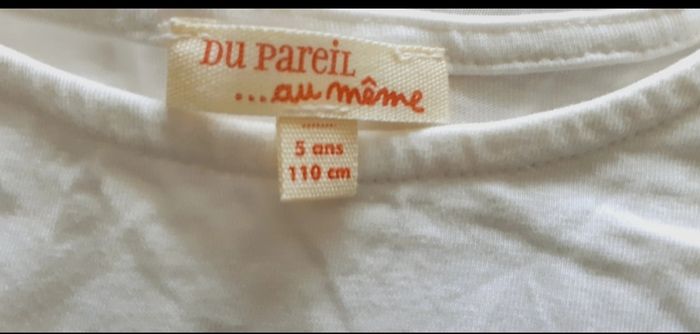 DU PAREIL
...au même
5 ans
110 cm